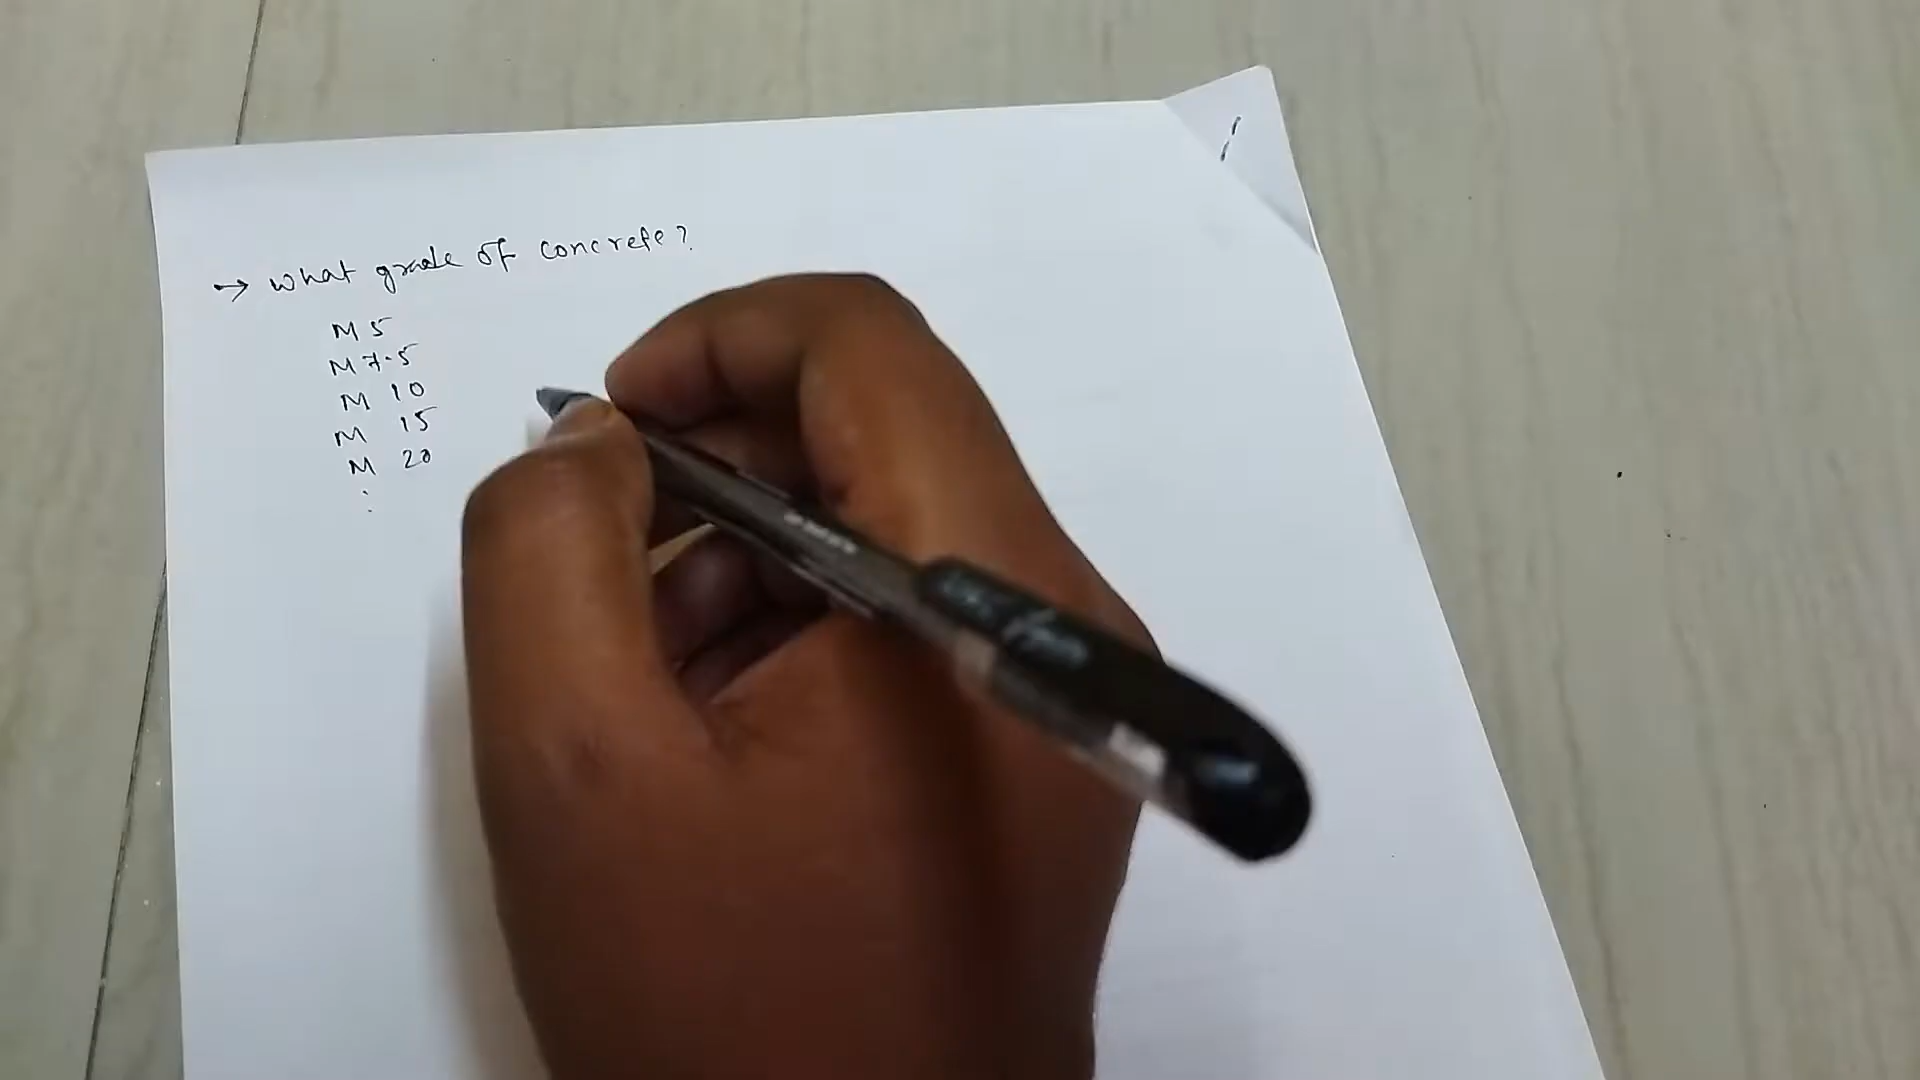 → What grade of concrete?
M 5
M 7.5
M 10
M 15
M 20
: